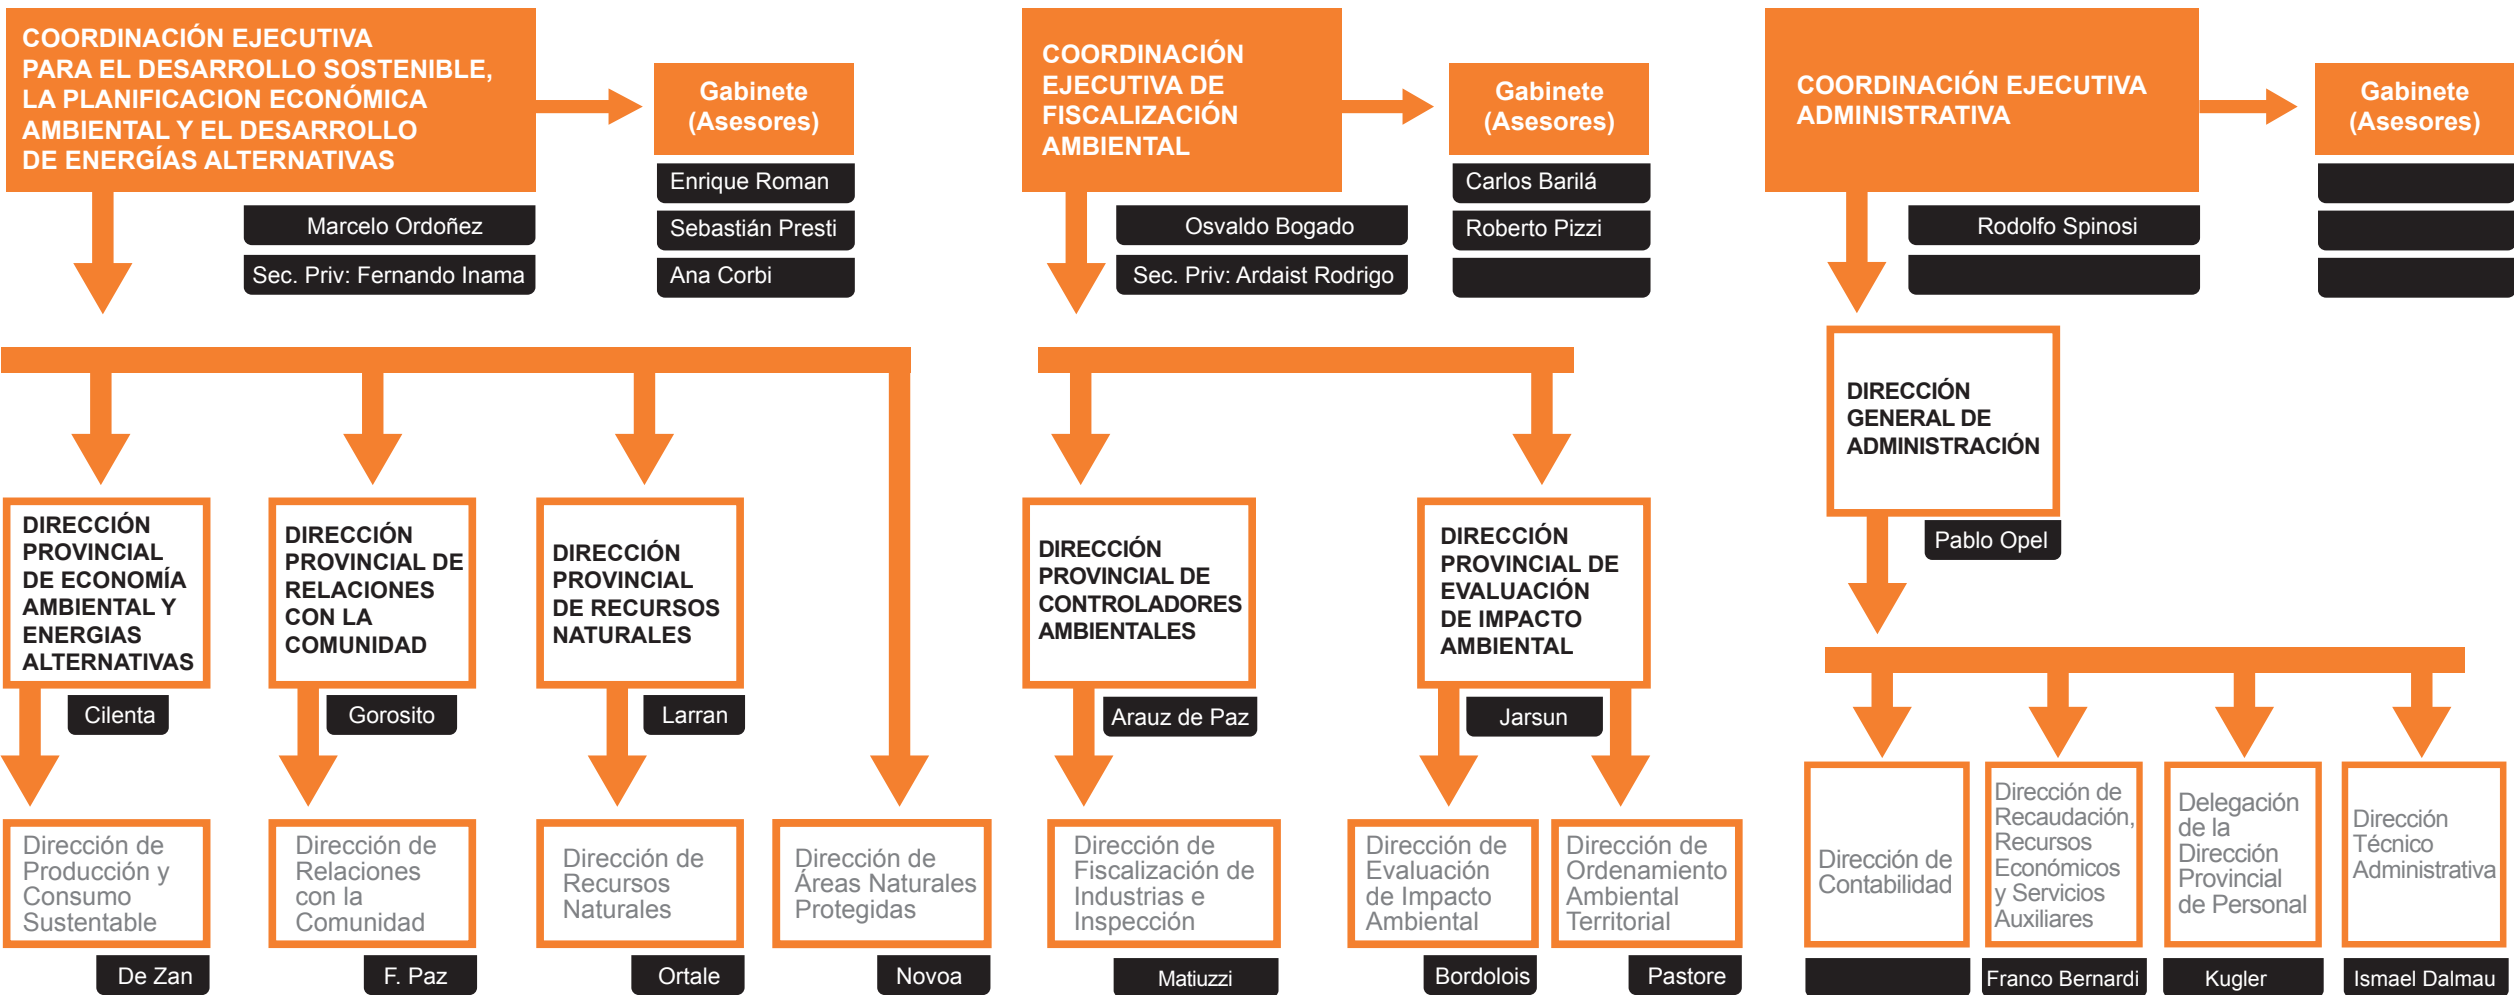 COORDINACIÓN EJECUTIVA
PARA EL DESARROLLO SOSTENIBLE,
LA PLANIFICACION ECONÓMICA
AMBIENTAL Y EL DESARROLLO
DE ENERGÍAS ALTERNATIVAS
Gabinete
(Asesores)
Enrique Roman
Sebastián Presti
Ana Corbi
Marcelo Ordoñez
Sec. Priv: Fernando Inama
COORDINACIÓN
EJECUTIVA DE
FISCALIZACIÓN
AMBIENTAL
Gabinete
(Asesores)
Carlos Barilá
Roberto Pizzi
Osvaldo Bogado
Sec. Priv: Ardaist Rodrigo
COORDINACIÓN EJECUTIVA
ADMINISTRATIVA
Gabinete
(Asesores)
Rodolfo Spinosi
DIRECCIÓN
GENERAL DE
ADMINISTRACIÓN
Pablo Opel
DIRECCIÓN
PROVINCIAL
DE ECONOMÍA
AMBIENTAL Y
ENERGIAS
ALTERNATIVAS
Cilenta
DIRECCIÓN
PROVINCIAL DE
RELACIONES
CON LA
COMUNIDAD
Gorosito
DIRECCIÓN
PROVINCIAL
DE RECURSOS
NATURALES
Larran
DIRECCIÓN
PROVINCIAL DE
CONTROLADORES
AMBIENTALES
Arauz de Paz
DIRECCIÓN
PROVINCIAL DE
EVALUACIÓN
DE IMPACTO
AMBIENTAL
Jarsun
Dirección de
Producción y
Consumo
Sustentable
De Zan
Dirección de
Relaciones
con la
Comunidad
F. Paz
Dirección de
Recursos
Naturales
Ortale
Dirección de
Áreas Naturales
Protegidas
Novoa
Dirección de
Fiscalización de
Industrias e
Inspección
Matiuzzi
Dirección de
Evaluación
de Impacto
Ambiental
Bordolois
Dirección de
Ordenamiento
Ambiental
Territorial
Pastore
Dirección de
Contabilidad
Dirección de
Recaudación,
Recursos
Económicos
y Servicios
Auxiliares
Franco Bernardi
Delegación
de la
Dirección
Provincial
de Personal
Kugler
Dirección
Técnico
Administrativa
Ismael Dalmau